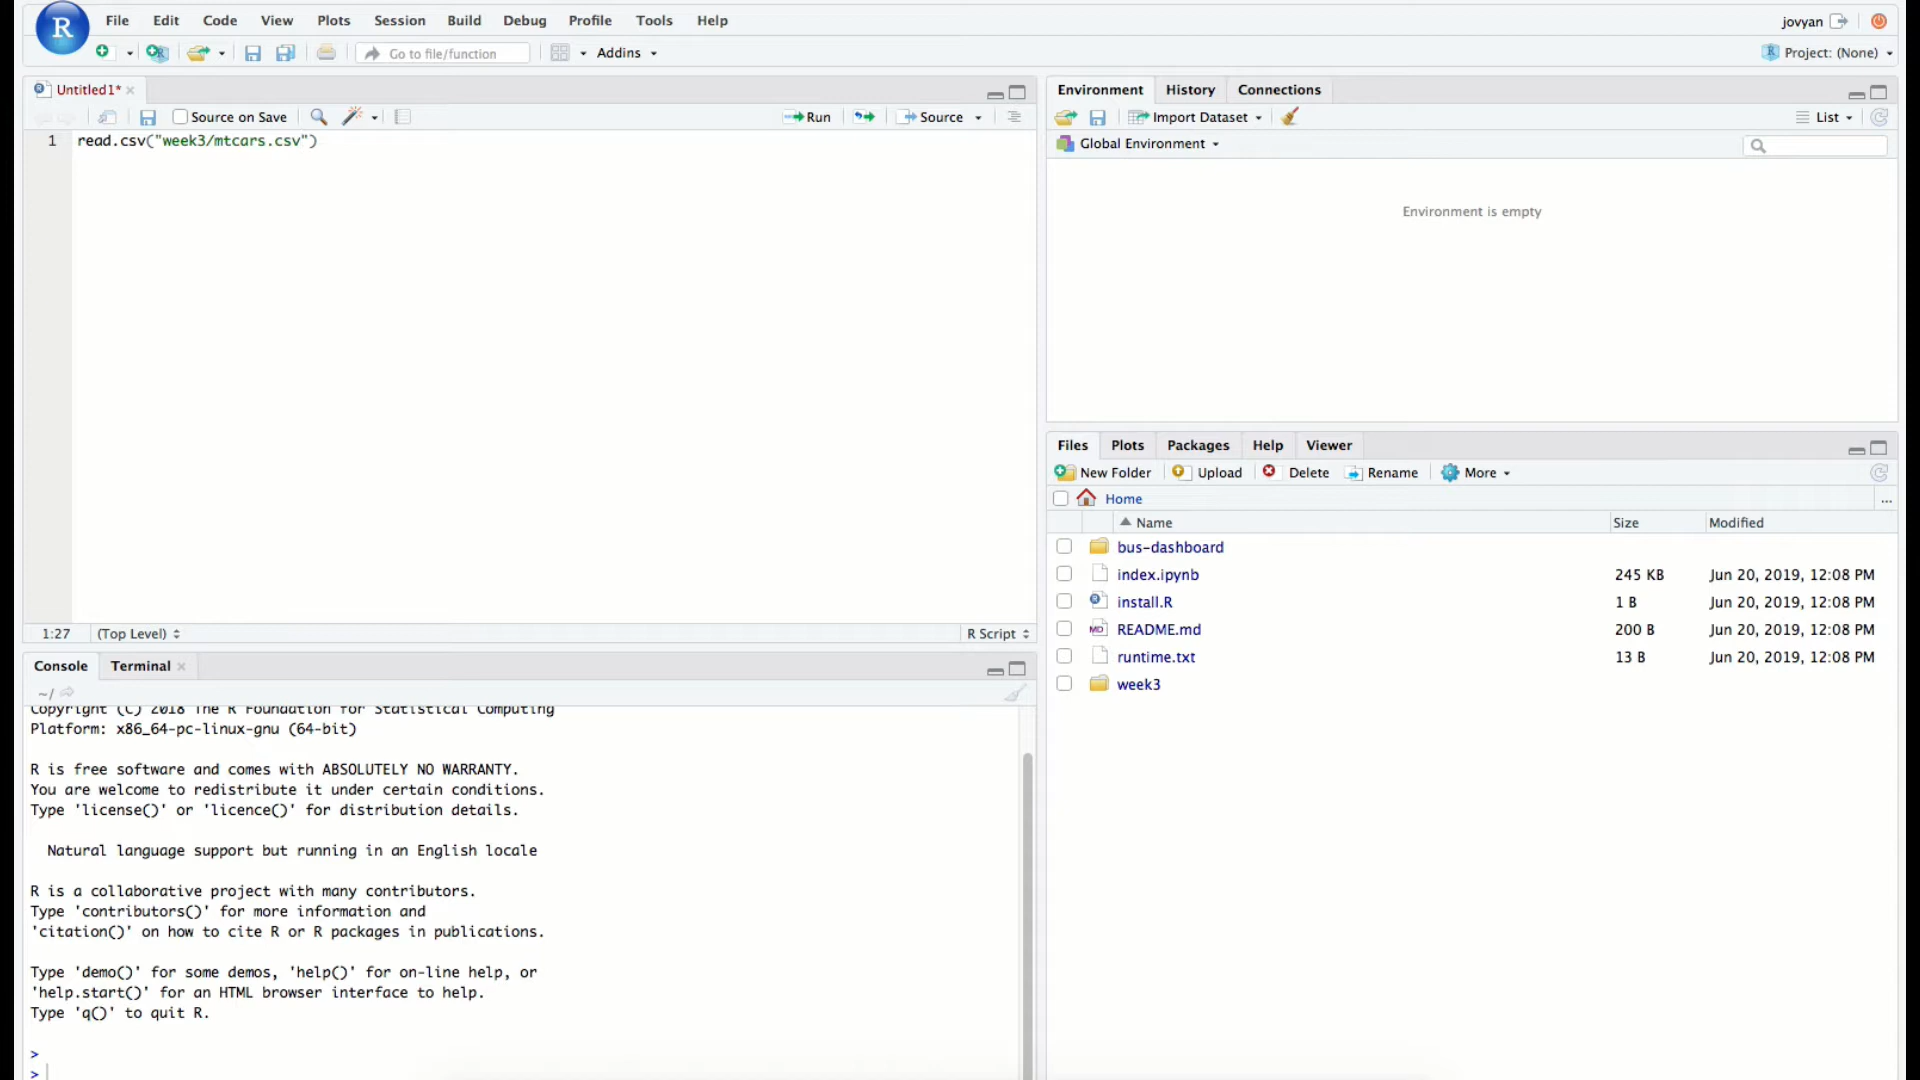 R File Edit Code View Plots Session Build Debug Profile Tools Help jovyan
Go to file/function Addins Project: (None)
Untitled1*
Source on Save Run Source
1 read.csv("week3/mtcars.csv")
1:27 (Top Level) R Script
Console Terminal
~/
Copyright (C) 2018 The R Foundation for Statistical Computing
Platform: x86_64-pc-linux-gnu (64-bit)
R is free software and comes with ABSOLUTELY NO WARRANTY.
You are welcome to redistribute it under certain conditions.
Type 'license()' or 'licence()' for distribution details.
Natural language support but running in an English locale
R is a collaborative project with many contributors.
Type 'contributors()' for more information and
'citation()' on how to cite R or R packages in publications.
Type 'demo()' for some demos, 'help()' for on-line help, or
'help.start()' for an HTML browser interface to help.
Type 'q()' to quit R.
>
>
Environment History Connections
Import Dataset List
Global Environment
Environment is empty
Files Plots Packages Help Viewer
New Folder Upload Delete Rename More
Home ...
Name Size Modified
bus-dashboard
index.ipynb 245 KB Jun 20, 2019, 12:08 PM
install.R 1 B Jun 20, 2019, 12:08 PM
README.md 200 B Jun 20, 2019, 12:08 PM
runtime.txt 13 B Jun 20, 2019, 12:08 PM
week3